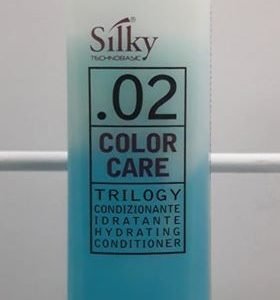 Silky®
TECHNOBASIC
.02
COLOR
CARE
TRILOGY
CONDIZIONANTE
IDRATANTE
HYDRATING
CONDITIONER